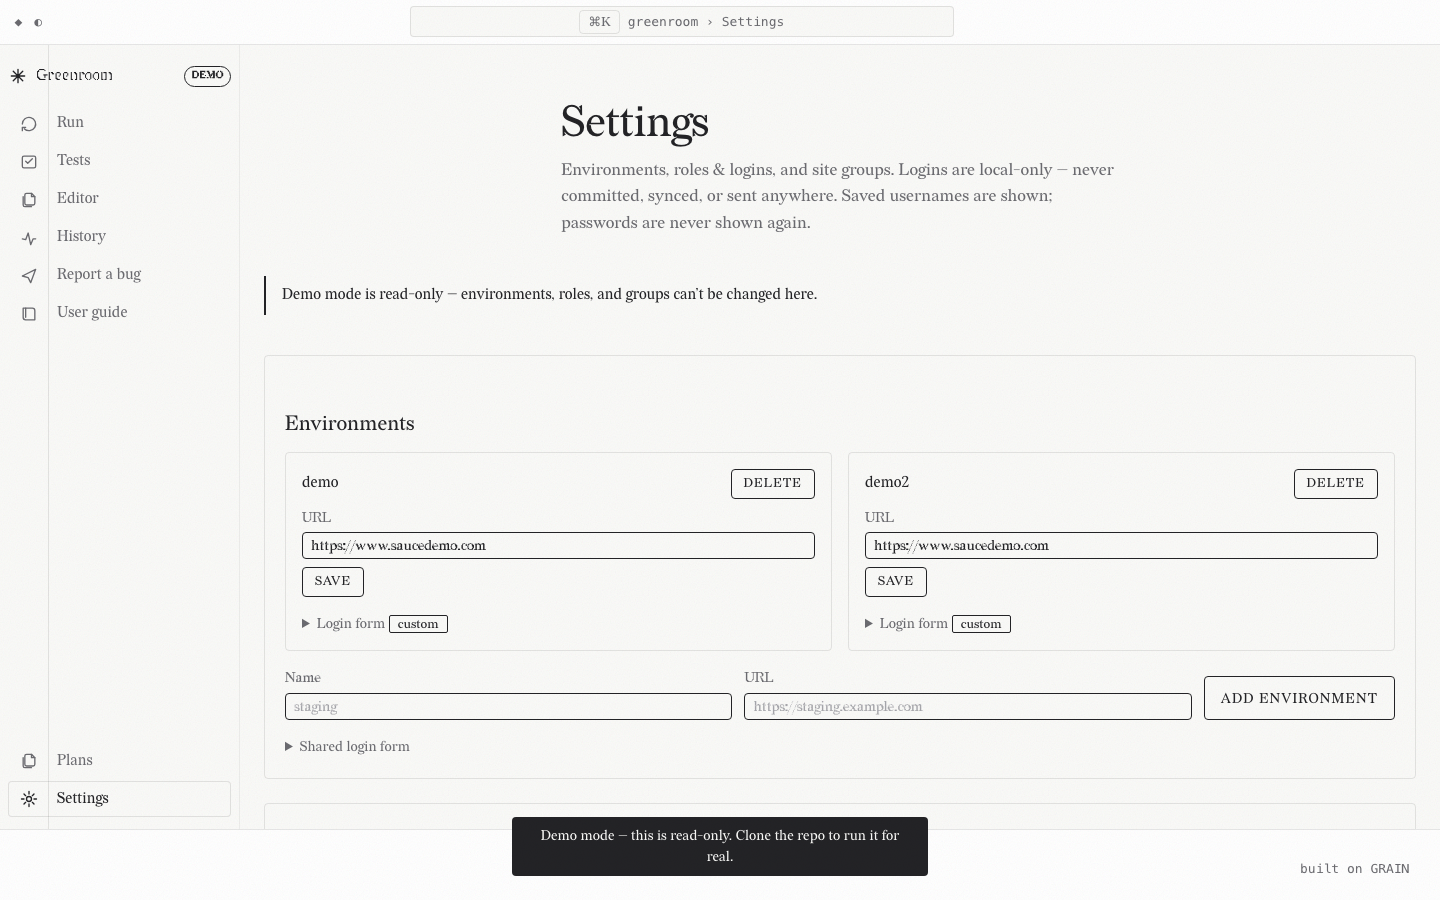 ⌘K greenroom › Settings
Greenroom DEMO
Run
Tests
Editor
History
Report a bug
User guide
Plans
Settings
Settings
Environments, roles & logins, and site groups. Logins are local-only — never
committed, synced, or sent anywhere. Saved usernames are shown;
passwords are never shown again.
Demo mode is read-only — environments, roles, and groups can’t be changed here.
Environments
demo DELETE
URL
https://www.saucedemo.com
SAVE
Login form custom
demo2 DELETE
URL
https://www.saucedemo.com
SAVE
Login form custom
Name URL
staging https://staging.example.com ADD ENVIRONMENT
Shared login form
Demo mode — this is read-only. Clone the repo to run it for
real.
built on GRAIN